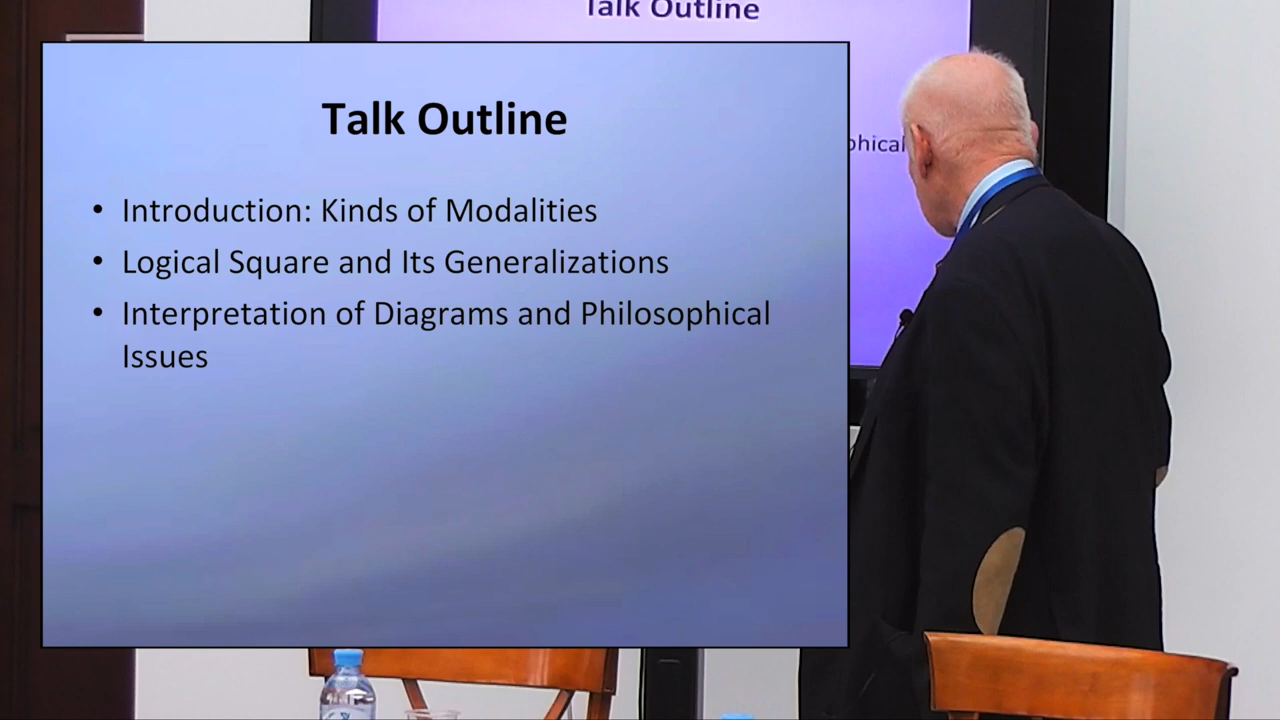 Talk Outline
Talk Outline
• Introduction: Kinds of Modalities
• Logical Square and Its Generalizations
• Interpretation of Diagrams and Philosophical
Issues
phical